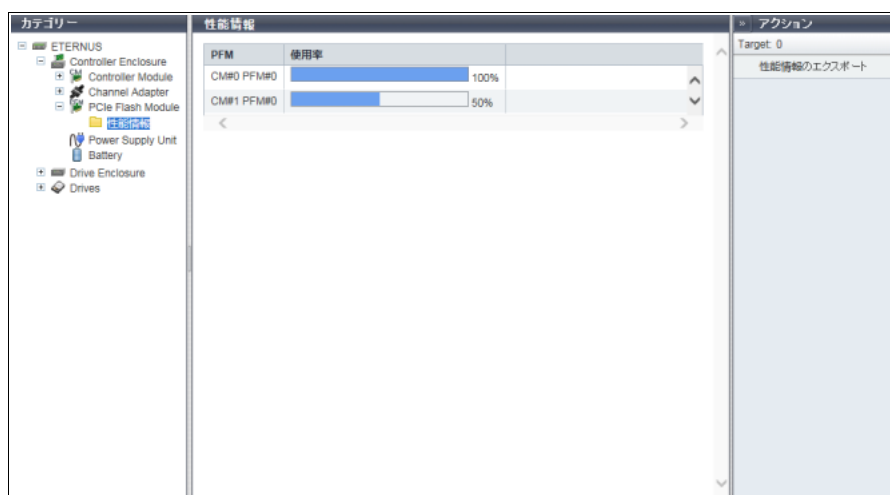 カテゴリー
ETERNUS
Controller Enclosure
Controller Module
Channel Adapter
PCIe Flash Module
性能情報
Power Supply Unit
Battery
Drive Enclosure
Drives
性能情報
PFM 使用率
CM#0 PFM#0 100%
CM#1 PFM#0 50%
» アクション
Target: 0
性能情報のエクスポート